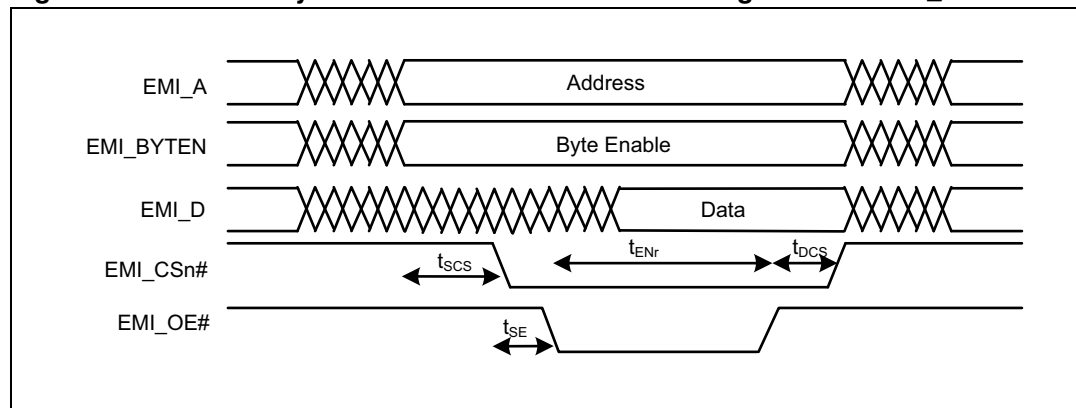 EMI_A
Address
EMI_BYTEN
Byte Enable
EMI_D
Data
EMI_CSn#
tSCS
tENr
tDCS
EMI_OE#
tSE